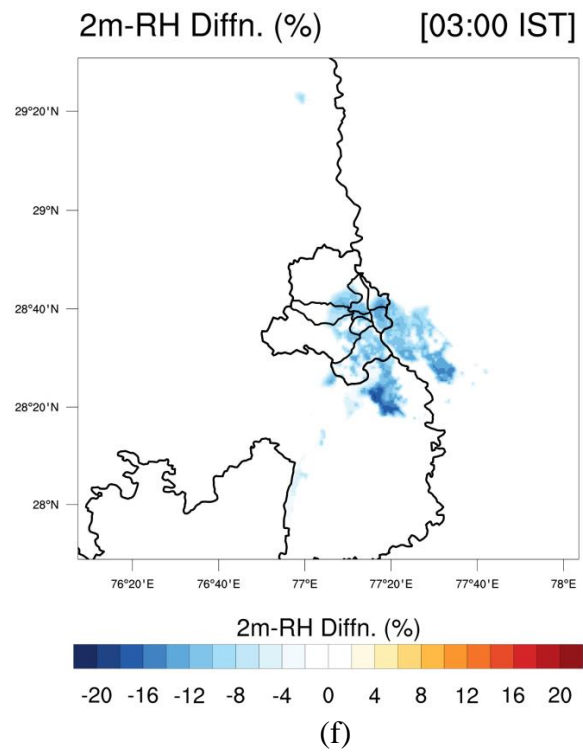 2m-RH Diffn. (%) [03:00 IST]
29°20'N
29°N
28°40'N
28°20'N
28°N
76°20'E 76°40'E 77°E 77°20'E 77°40'E 78°E
2m-RH Diffn. (%)
-20 -16 -12 -8 -4 0 4 8 12 16 20
(f)